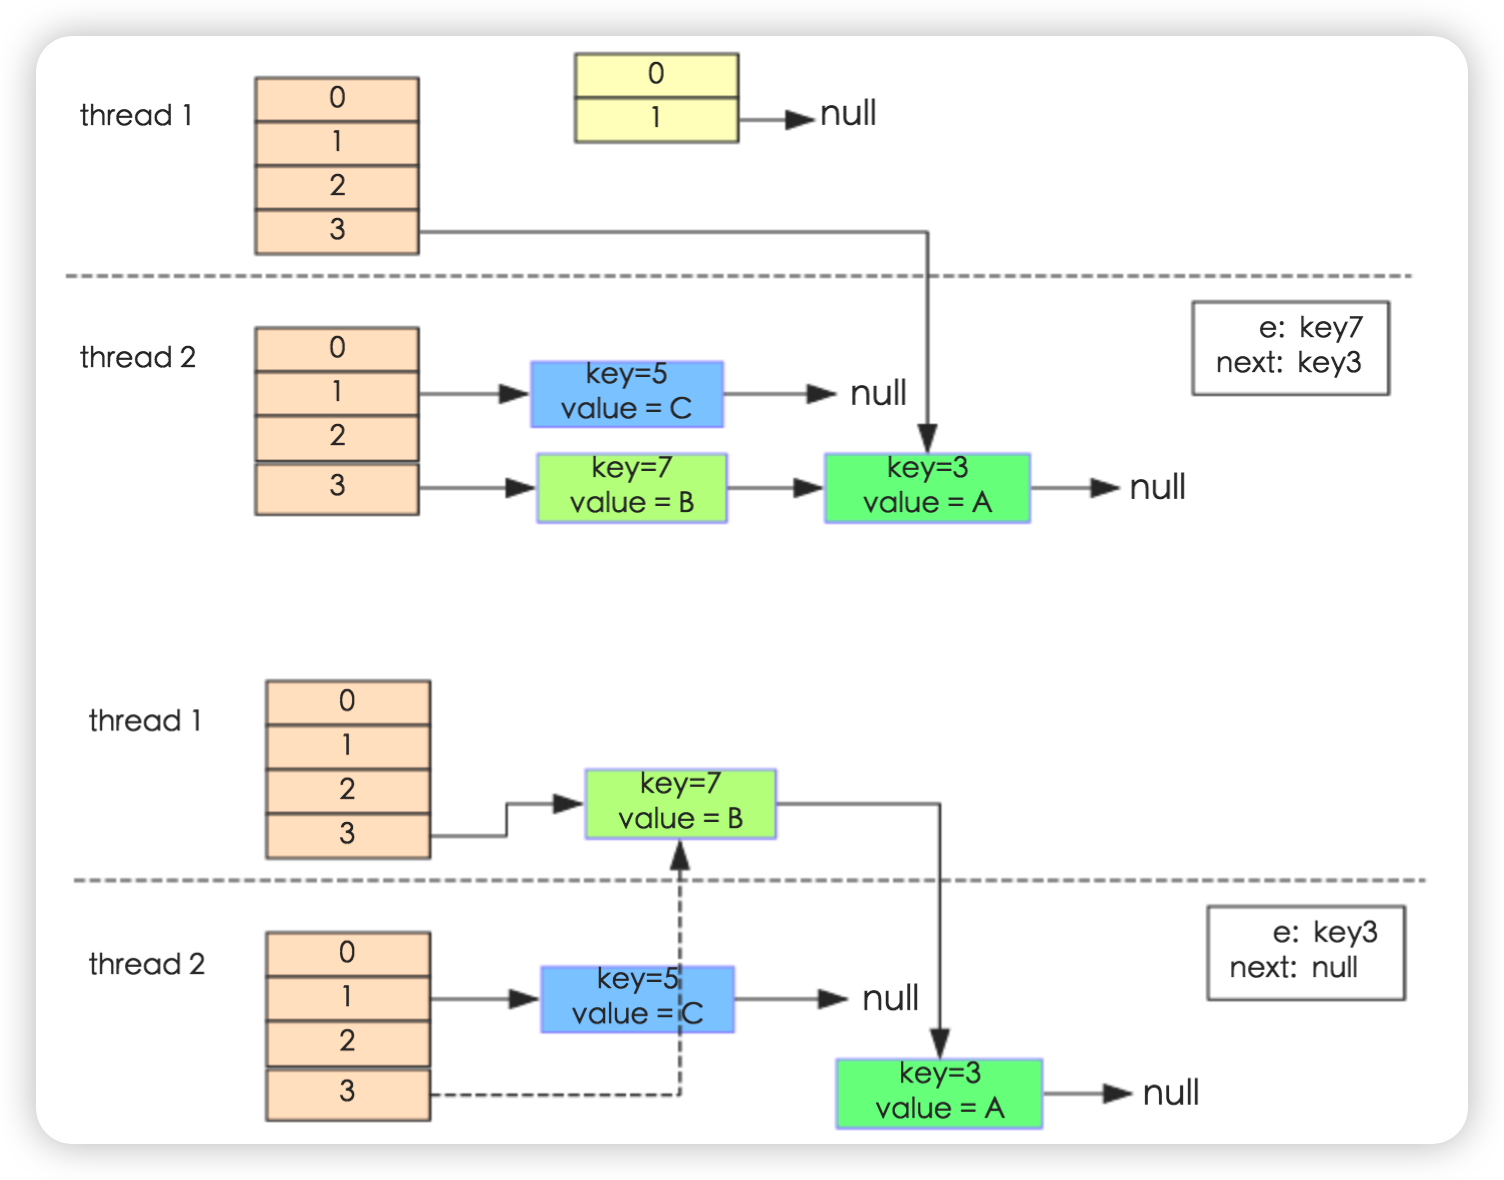 thread 1
0
1
2
3
0
1
null
thread 2
0
1
2
3
key=5
value = C
null
key=7
value = B
key=3
value = A
null
e: key7
next: key3
thread 1
0
1
2
3
key=7
value = B
thread 2
0
1
2
3
key=5
value = C
null
key=3
value = A
null
e: key3
next: null